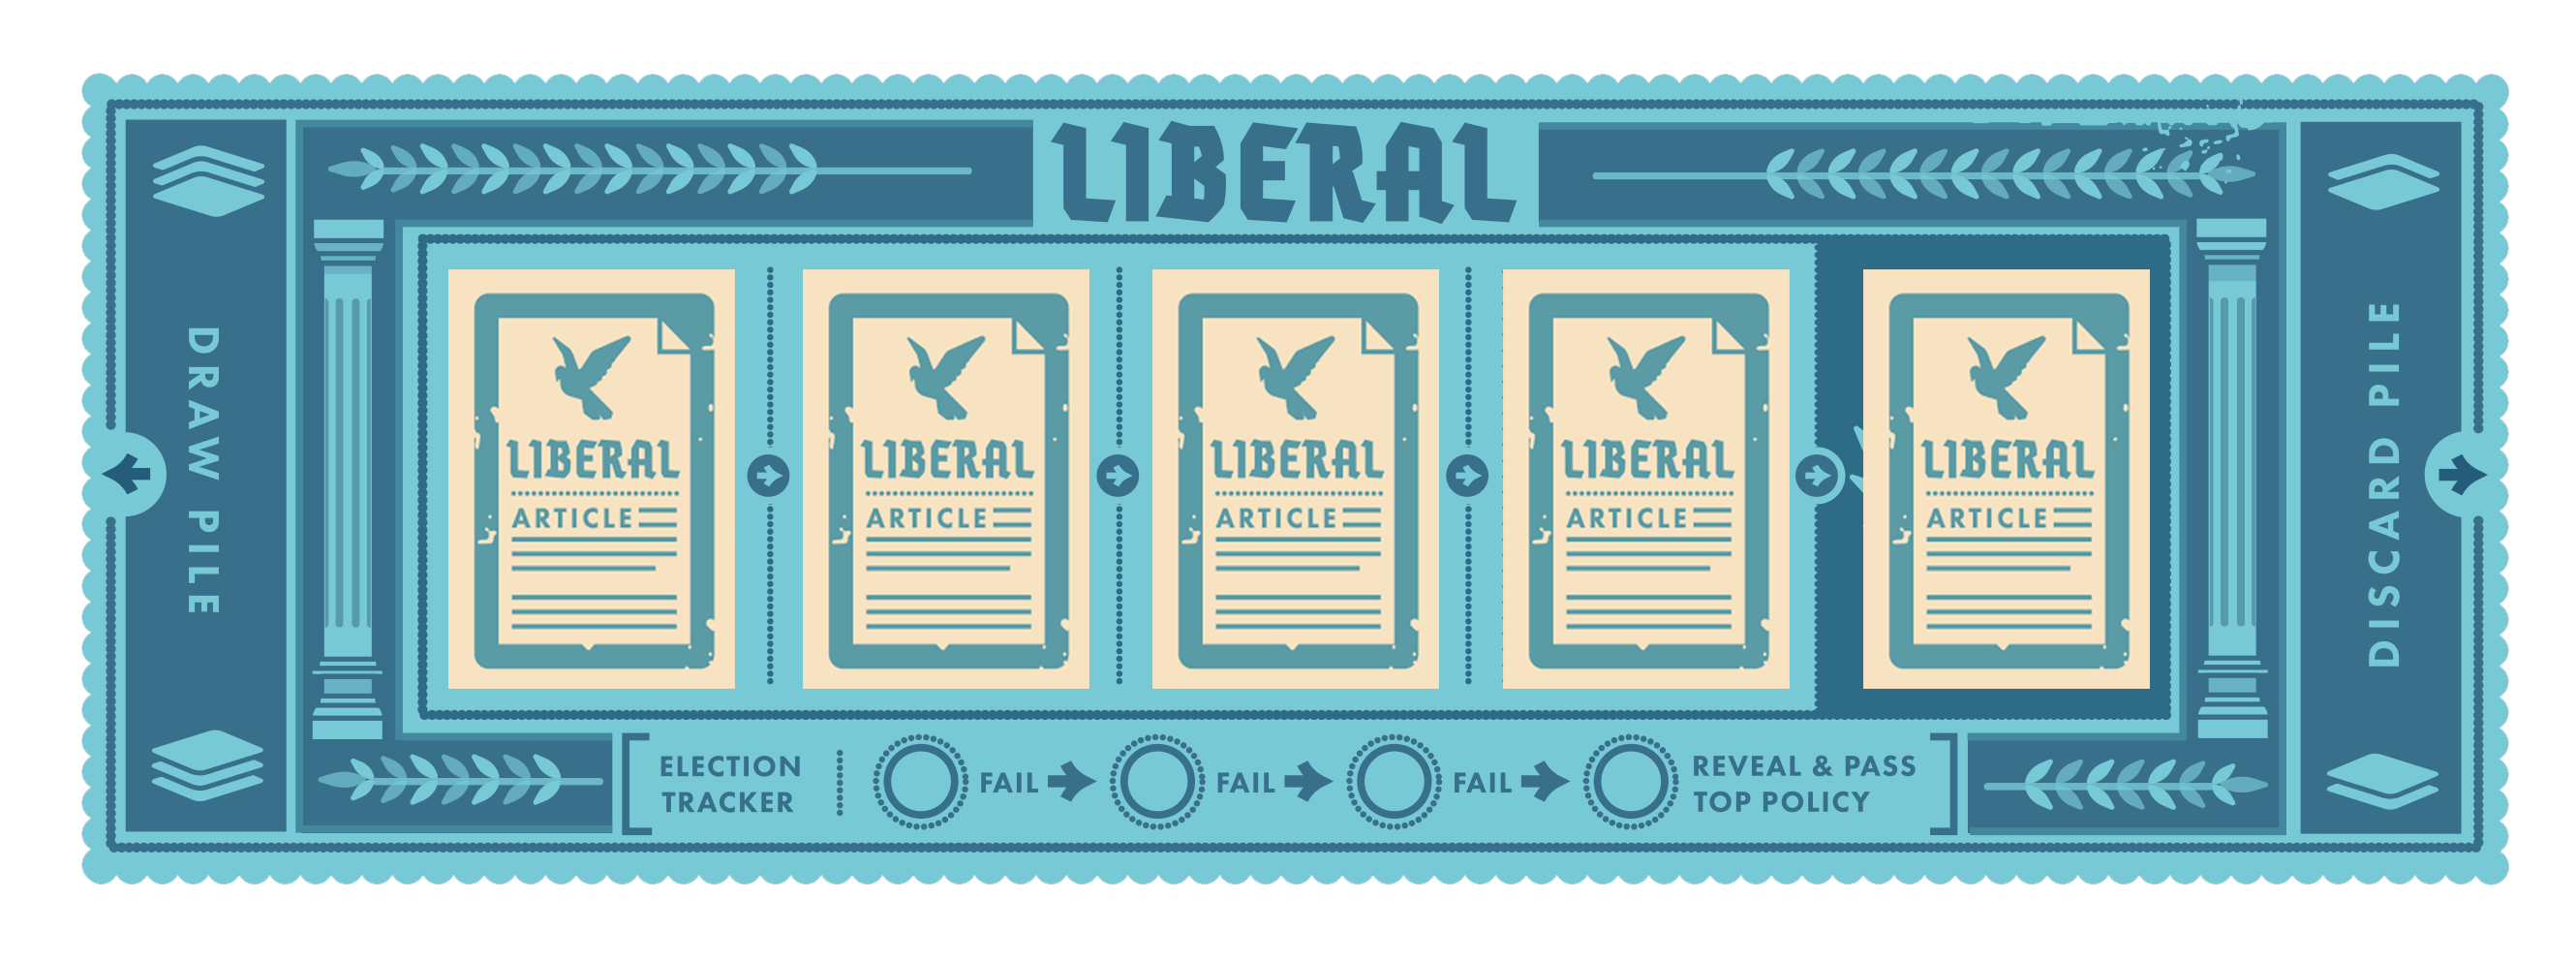 LIBERAL
DRAW PILE
LIBERAL
ARTICLE
LIBERAL
ARTICLE
LIBERAL
ARTICLE
LIBERAL
ARTICLE
LIBERAL
ARTICLE
DISCARD PILE
ELECTION
TRACKER
FAIL
FAIL
FAIL
REVEAL & PASS
TOP POLICY